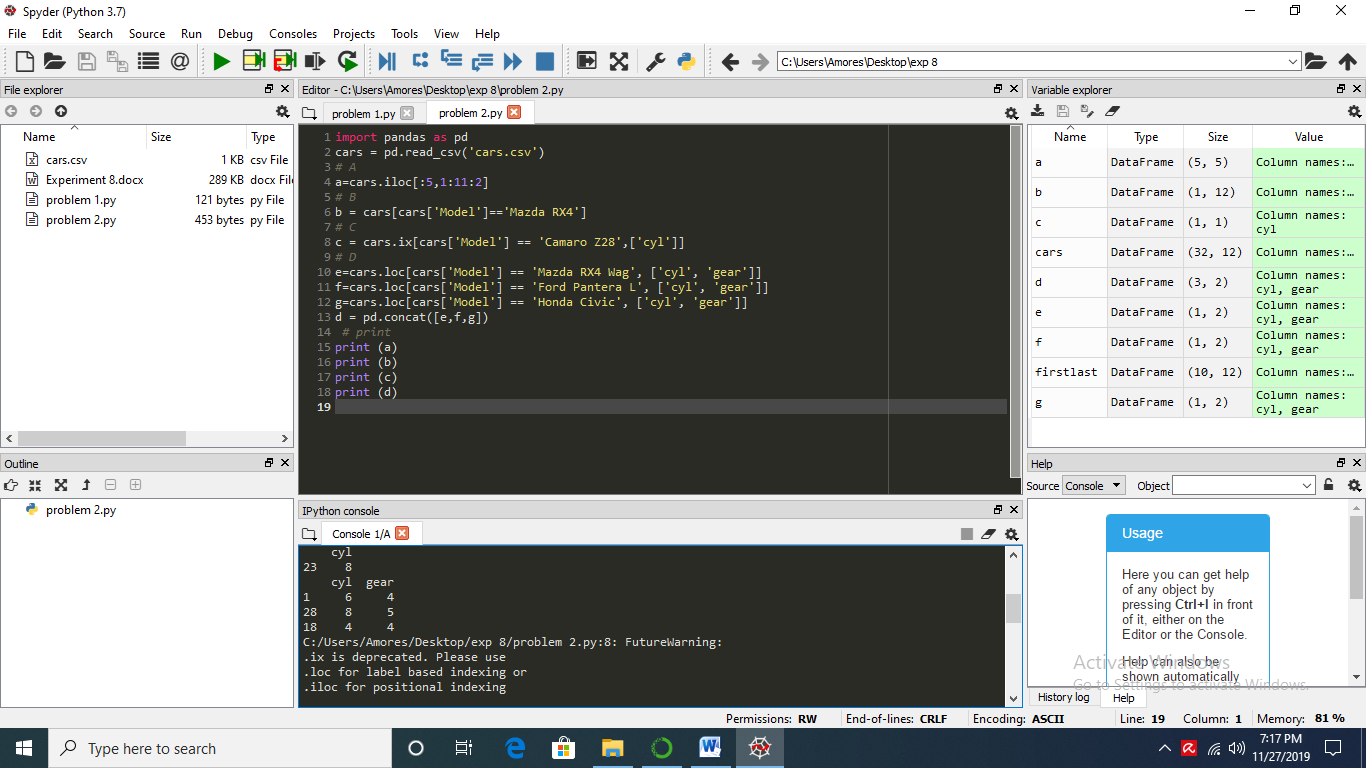 Spyder (Python 3.7)
File Edit Search Source Run Debug Consoles Projects Tools View Help
C:\Users\Amores\Desktop\exp 8
File explorer
Name Size Type
cars.csv 1 KB csv File
Experiment 8.docx 289 KB docx Fil
problem 1.py 121 bytes py File
problem 2.py 453 bytes py File
Outline
problem 2.py
Editor - C:\Users\Amores\Desktop\exp 8\problem 2.py
problem 1.py problem 2.py
1 import pandas as pd
2 cars = pd.read_csv('cars.csv')
3 # A
4 a=cars.iloc[:5,1:11:2]
5 # B
6 b = cars[cars['Model']=='Mazda RX4']
7 # C
8 c = cars.ix[cars['Model'] == 'Camaro Z28',['cyl']]
9 # D
10 e=cars.loc[cars['Model'] == 'Mazda RX4 Wag', ['cyl', 'gear']]
11 f=cars.loc[cars['Model'] == 'Ford Pantera L', ['cyl', 'gear']]
12 g=cars.loc[cars['Model'] == 'Honda Civic', ['cyl', 'gear']]
13 d = pd.concat([e,f,g])
14 # print
15 print (a)
16 print (b)
17 print (c)
18 print (d)
19
IPython console
Console 1/A
cyl
23 8
cyl gear
1 6 4
28 8 5
18 4 4
C:/Users/Amores/Desktop/exp 8/problem 2.py:8: FutureWarning:
.ix is deprecated. Please use
.loc for label based indexing or
.iloc for positional indexing
Variable explorer
Name Type Size Value
a DataFrame (5, 5) Column names:…
b DataFrame (1, 12) Column names:…
c DataFrame (1, 1) Column names:
cyl
cars DataFrame (32, 12) Column names:…
d DataFrame (3, 2) Column names:
cyl, gear
e DataFrame (1, 2) Column names:
cyl, gear
f DataFrame (1, 2) Column names:
cyl, gear
firstlast DataFrame (10, 12) Column names:…
g DataFrame (1, 2) Column names:
cyl, gear
Help
Source Console Object
Usage
Here you can get help
of any object by
pressing Ctrl+I in front
of it, either on the
Editor or the Console.
Help can also be
shown automatically
Activate Windows
Go to Settings to activate Windows.
History log Help
Permissions: RW End-of-lines: CRLF Encoding: ASCII Line: 19 Column: 1 Memory: 81 %
Type here to search
7:17 PM
11/27/2019